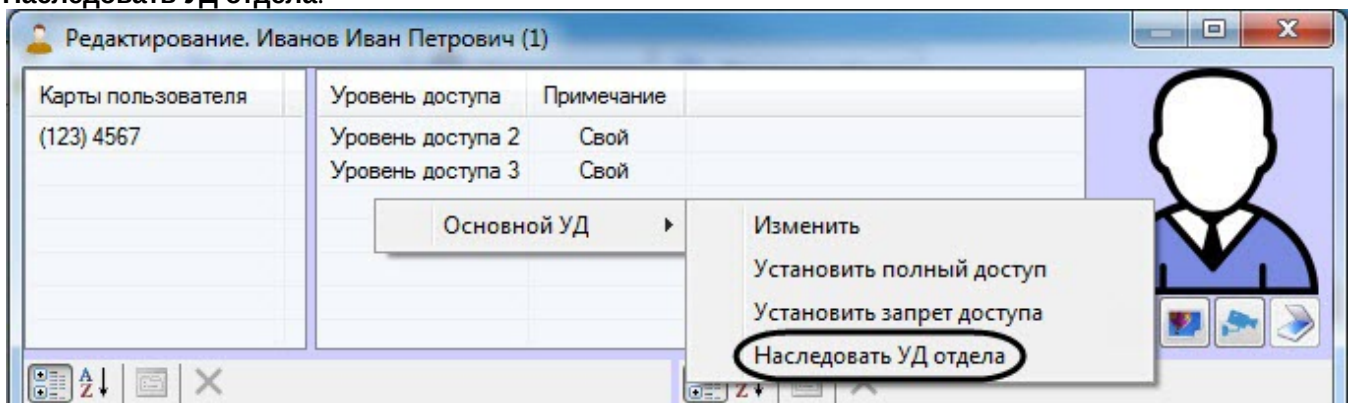 Наследовать УД отдела.
Редактирование. Иванов Иван Петрович (1)
Карты пользователя
Уровень доступа Примечание
(123) 4567
Уровень доступа 2 Свой
Уровень доступа 3 Свой
Основной УД
Изменить
Установить полный доступ
Установить запрет доступа
Наследовать УД отдела